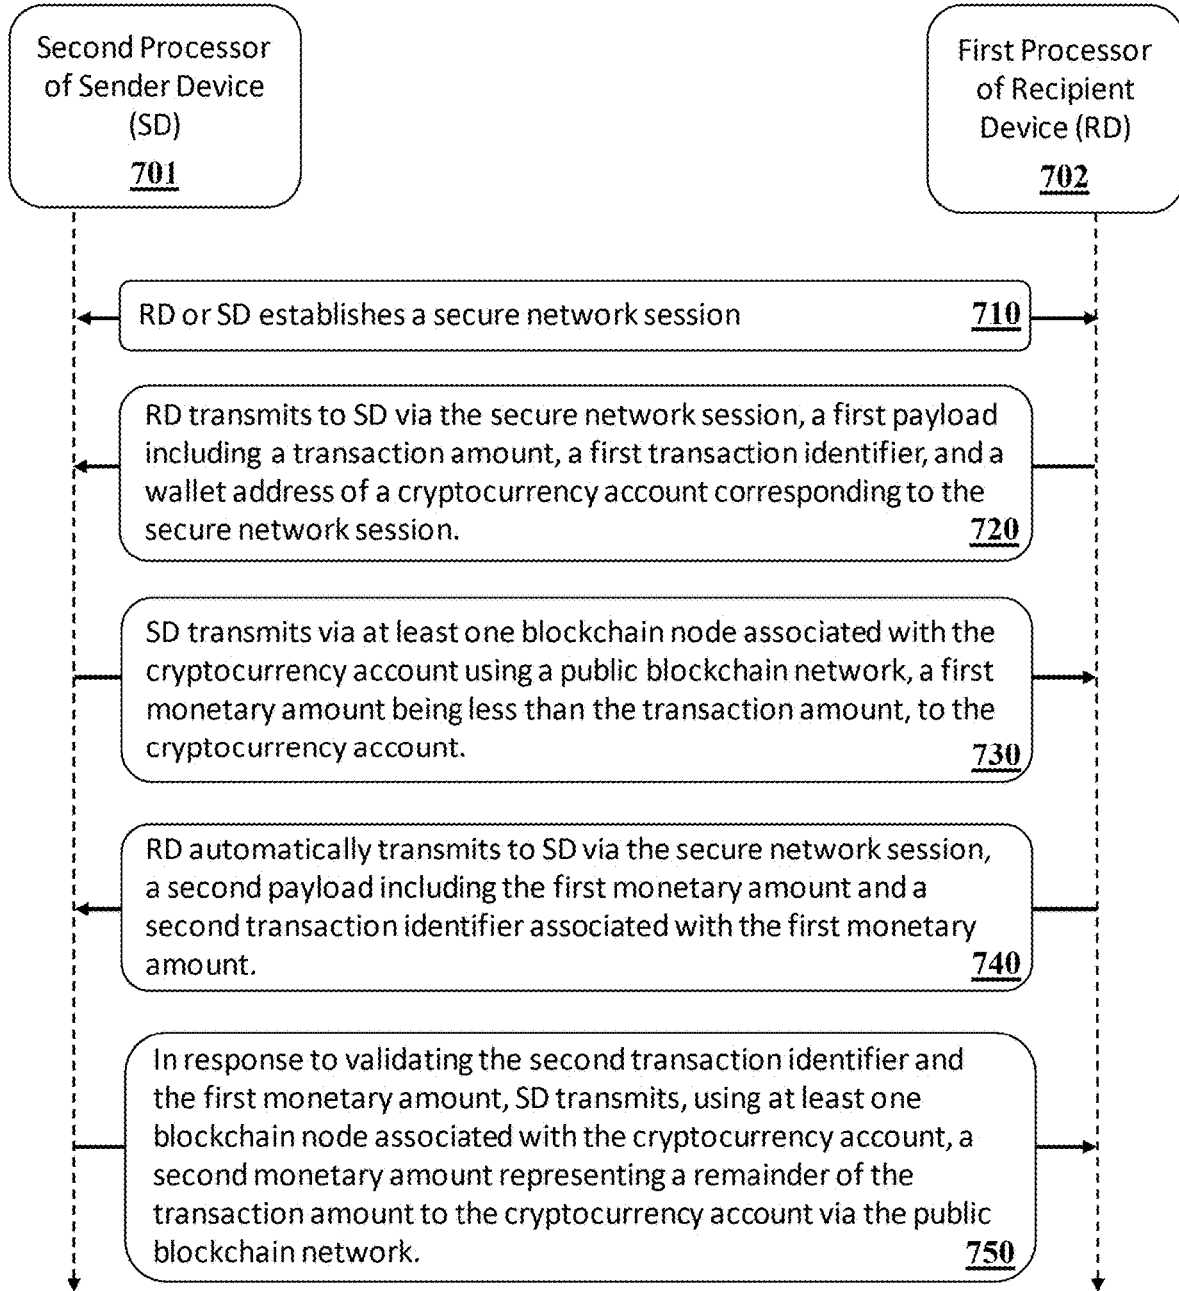 Second Processor
of Sender Device
(SD)
701
First Processor
of Recipient
Device (RD)
702
RD or SD establishes a secure network session
710
RD transmits to SD via the secure network session, a first payload
including a transaction amount, a first transaction identifier, and a
wallet address of a cryptocurrency account corresponding to the
secure network session.
720
SD transmits via at least one blockchain node associated with the
cryptocurrency account using a public blockchain network, a first
monetary amount being less than the transaction amount, to the
cryptocurrency account.
730
RD automatically transmits to SD via the secure network session,
a second payload including the first monetary amount and a
second transaction identifier associated with the first monetary
amount.
740
In response to validating the second transaction identifier and
the first monetary amount, SD transmits, using at least one
blockchain node associated with the cryptocurrency account, a
second monetary amount representing a remainder of the
transaction amount to the cryptocurrency account via the public
blockchain network.
750